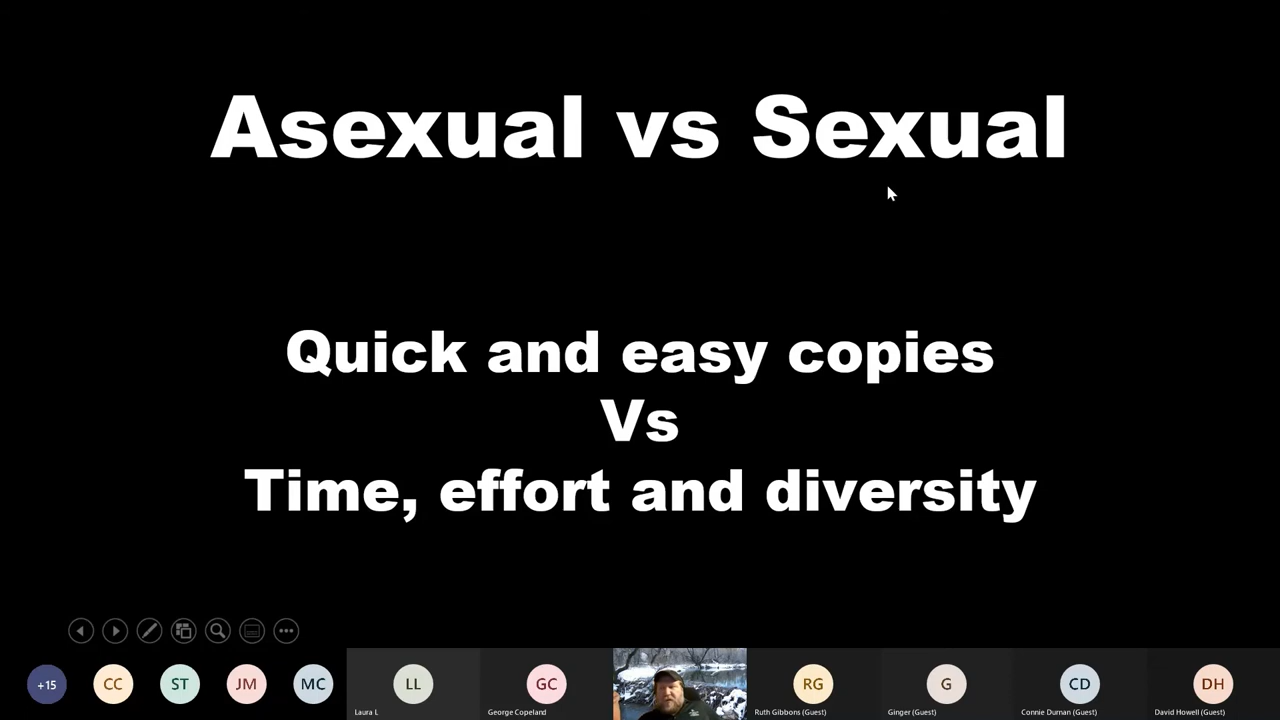 Asexual vs Sexual
Quick and easy copies
Vs
Time, effort and diversity
+15
CC
ST
JM
MC
LL
GC
RG
G
CD
DH
Laura L
George Copeland
Ruth Gibbons (Guest)
Ginger (Guest)
Connie Durnan (Guest)
David Howell (Guest)